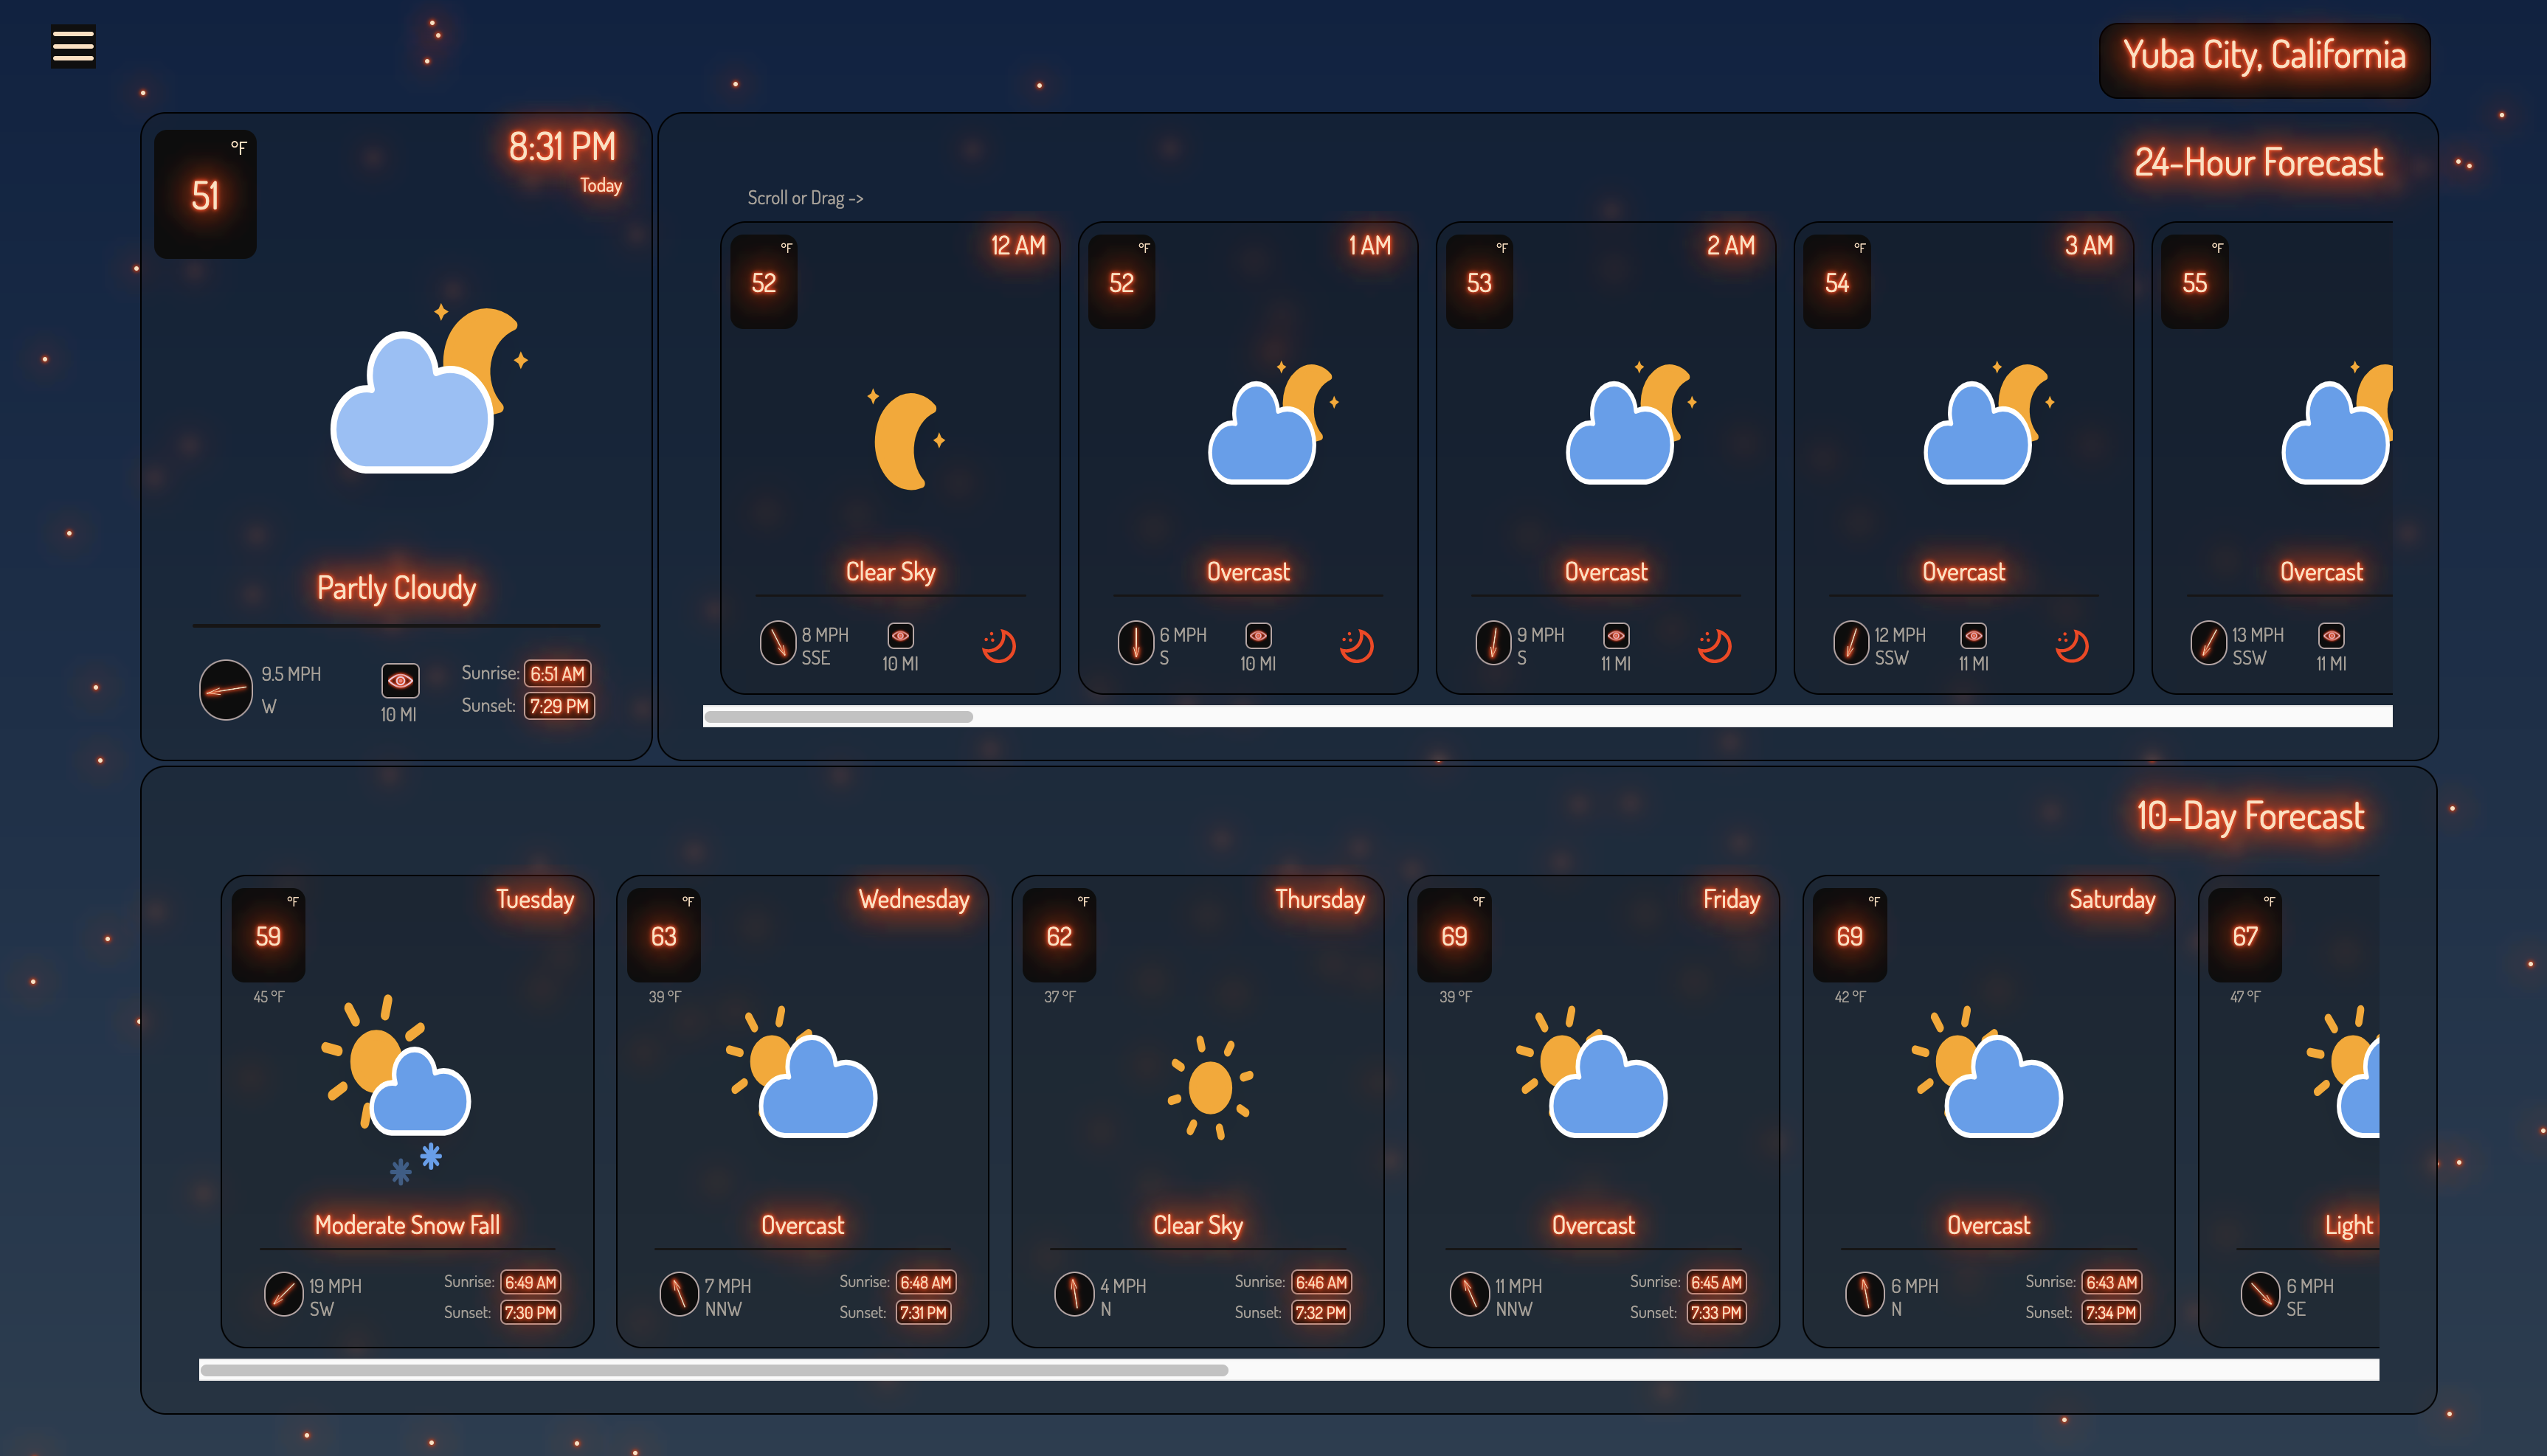 Yuba City, California
°F
51
8:31 PM
Today
Partly Cloudy
9.5 MPH
W
10 MI
Sunrise: 6:51 AM
Sunset: 7:29 PM
24-Hour Forecast
Scroll or Drag ->
°F
52
12 AM
Clear Sky
8 MPH
SSE
10 MI
°F
52
1 AM
Overcast
6 MPH
S
10 MI
°F
53
2 AM
Overcast
9 MPH
S
11 MI
°F
54
3 AM
Overcast
12 MPH
SSW
11 MI
°F
55
Overcast
13 MPH
SSW
11 MI
10-Day Forecast
°F
59
45 °F
Tuesday
Moderate Snow Fall
19 MPH
SW
Sunrise: 6:49 AM
Sunset: 7:30 PM
°F
63
39 °F
Wednesday
Overcast
7 MPH
NNW
Sunrise: 6:48 AM
Sunset: 7:31 PM
°F
62
37 °F
Thursday
Clear Sky
4 MPH
N
Sunrise: 6:46 AM
Sunset: 7:32 PM
°F
69
39 °F
Friday
Overcast
11 MPH
NNW
Sunrise: 6:45 AM
Sunset: 7:33 PM
°F
69
42 °F
Saturday
Overcast
6 MPH
N
Sunrise: 6:43 AM
Sunset: 7:34 PM
°F
67
47 °F
Light
6 MPH
SE